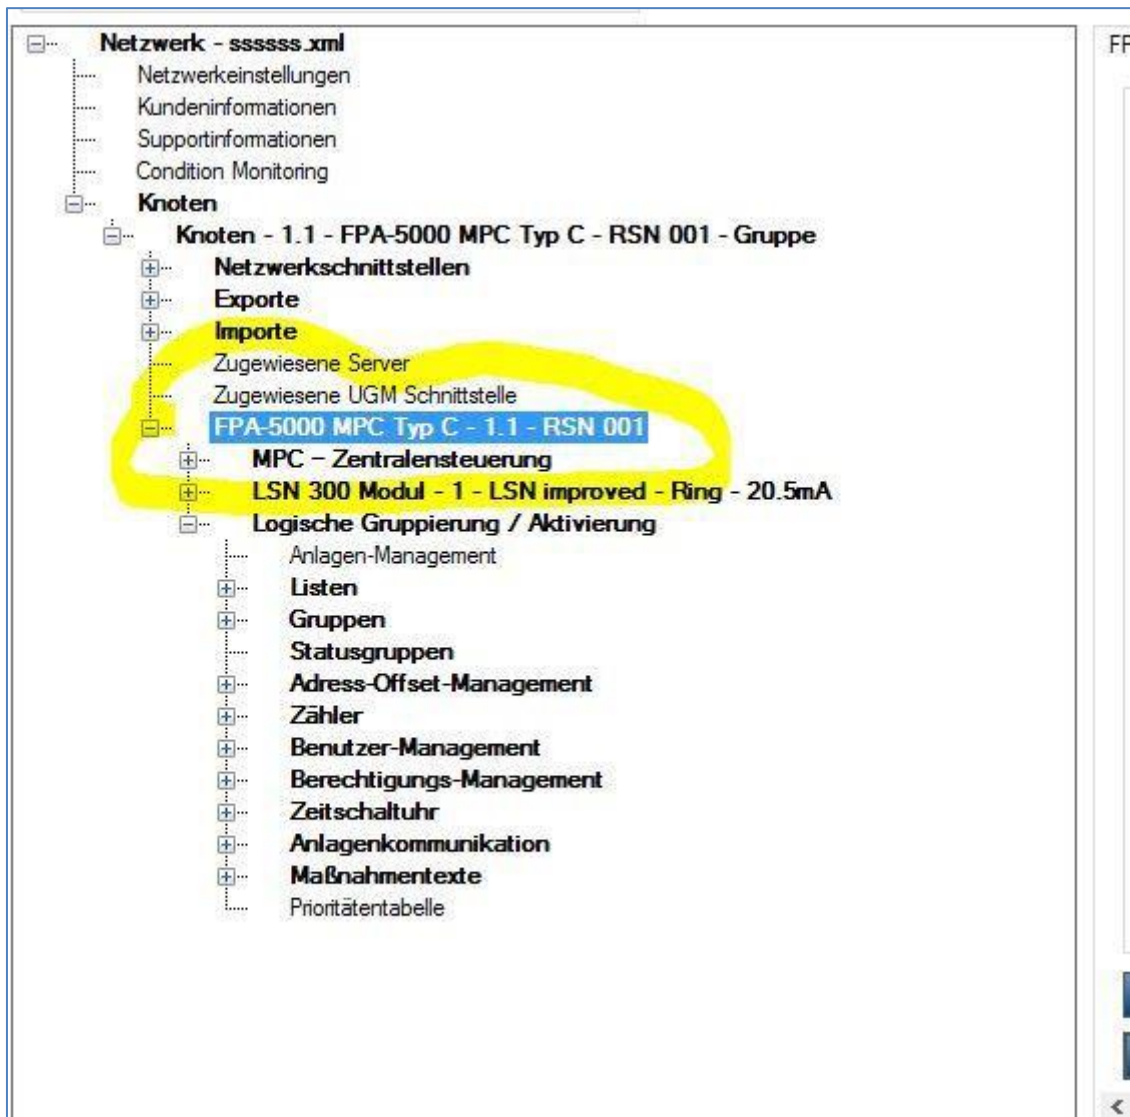 Netzwerk - ssssss.xml
Netzwerkeinstellungen
Kundeninformationen
Supportinformationen
Condition Monitoring
Knoten
Knoten - 1.1 - FPA-5000 MPC Typ C - RSN 001 - Gruppe
Netzwerkschnittstellen
Exporte
Importe
Zugewiesene Server
Zugewiesene UGM Schnittstelle
FPA-5000 MPC Typ C - 1.1 - RSN 001
MPC – Zentralensteuerung
LSN 300 Modul - 1 - LSN improved - Ring - 20.5mA
Logische Gruppierung / Aktivierung
Anlagen-Management
Listen
Gruppen
Statusgruppen
Adress-Offset-Management
Zähler
Benutzer-Management
Berechtigungs-Management
Zeitschaltuhr
Anlagenkommunikation
Maßnahmentexte
Prioritätentabelle